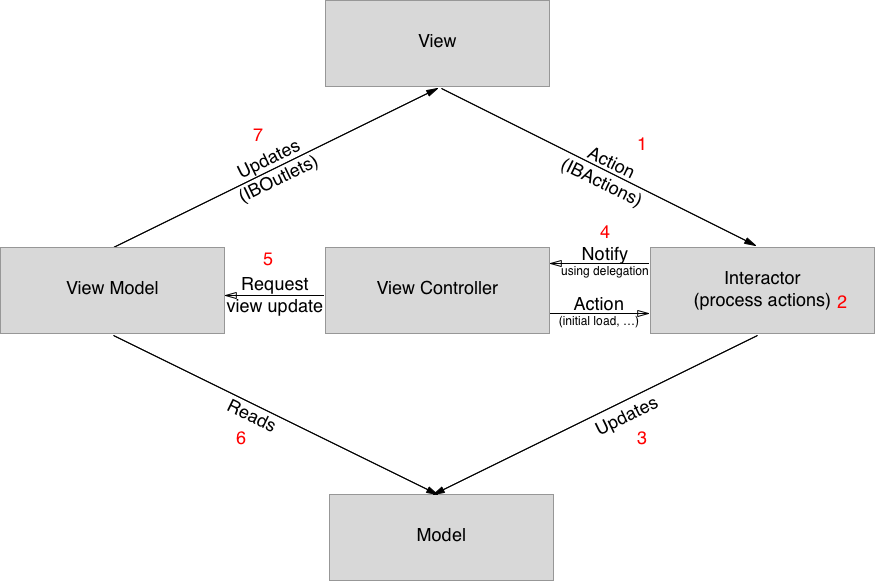 View
7
Updates
(IBOutlets)
1
Action
(IBActions)
View Model
5
Request
view update
View Controller
4
Notify
using delegation
Action
(initial load, ...)
Interactor
(process actions) 2
Reads
6
Updates
3
Model